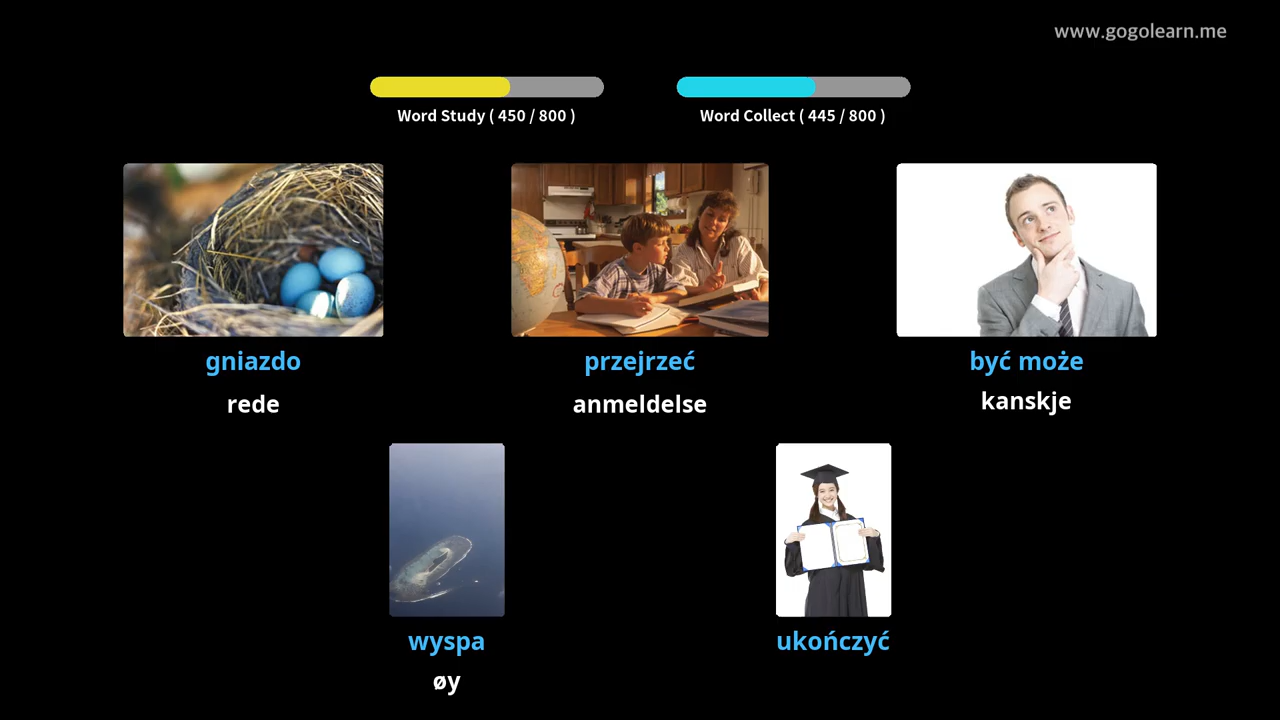 www.gogolearn.me
Word Study ( 450 / 800 )
Word Collect ( 445 / 800 )
gniazdo
rede
przejrzeć
anmeldelse
być może
kanskje
wyspa
øy
ukończyć